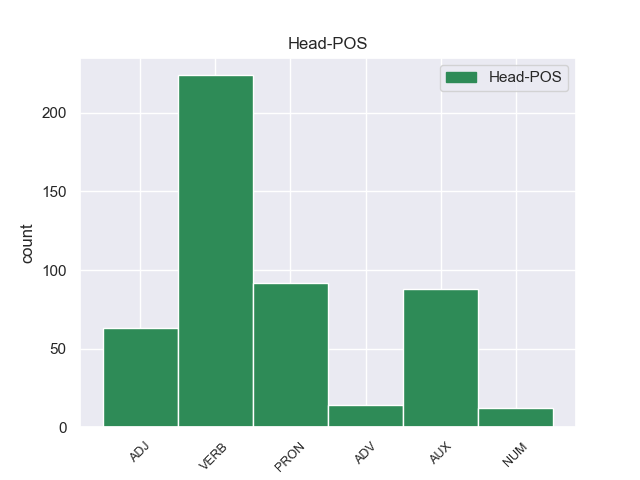 Head-POS
Head-POS
200
150
100
50
0
count
ADJ
VERB
PRON
ADV
AUX
NUM